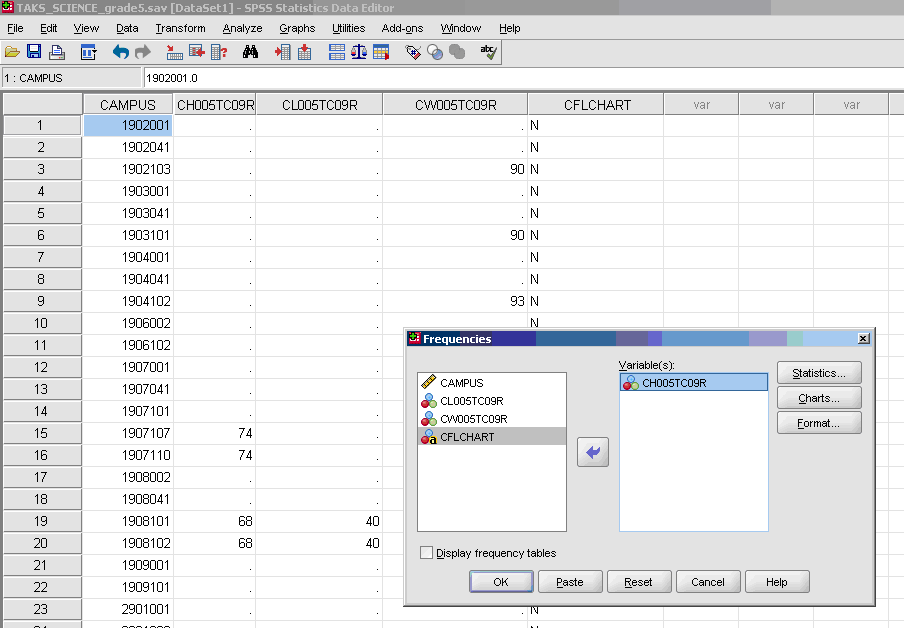 TAKS_SCIENCE_grade5.sav [DataSet1] - SPSS Statistics Data Editor
File Edit View Data Transform Analyze Graphs Utilities Add-ons Window Help
1 : CAMPUS 1902001.0
CAMPUS CH005TC09R CL005TC09R CW005TC09R CFLCHART var var var
1 1902001 . . . N
2 1902041 . . . N
3 1902103 . . 90 N
4 1903001 . . . N
5 1903041 . . . N
6 1903101 . . 90 N
7 1904001 . . . N
8 1904041 . . . N
9 1904102 . . 93 N
10 1906002 . . . N
11 1906102 . .
12 1907001 . .
13 1907041 . .
14 1907101 . .
15 1907107 74 .
16 1907110 74 .
17 1908002 . .
18 1908041 . .
19 1908101 68 40
20 1908102 68 40
21 1909001 . .
22 1909101 . .
23 2901001 . . . N
Frequencies
Variable(s):
CAMPUS
CL005TC09R
CW005TC09R
CFLCHART
CH005TC09R
Statistics...
Charts...
Format...
Display frequency tables
OK Paste Reset Cancel Help